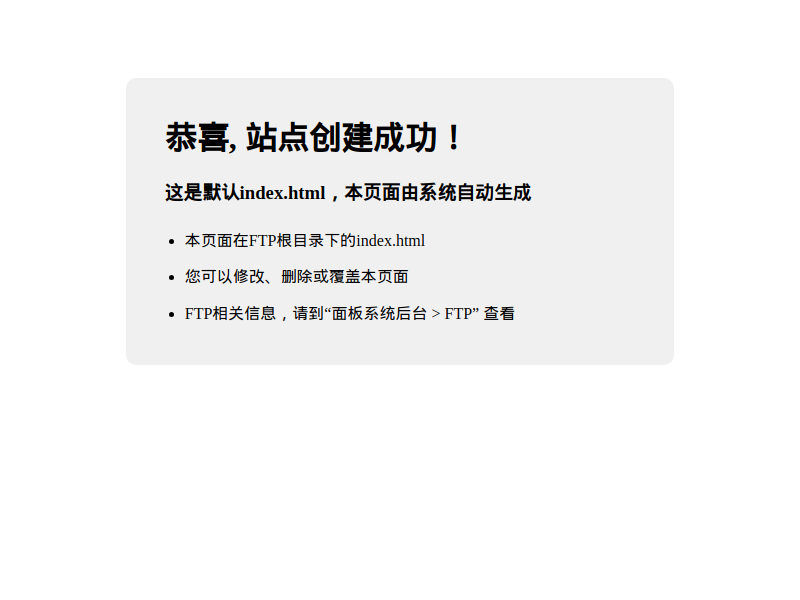 恭喜, 站点创建成功！
这是默认index.html，本页面由系统自动生成
本页面在FTP根目录下的index.html
您可以修改、删除或覆盖本页面
FTP相关信息，请到“面板系统后台 > FTP” 查看